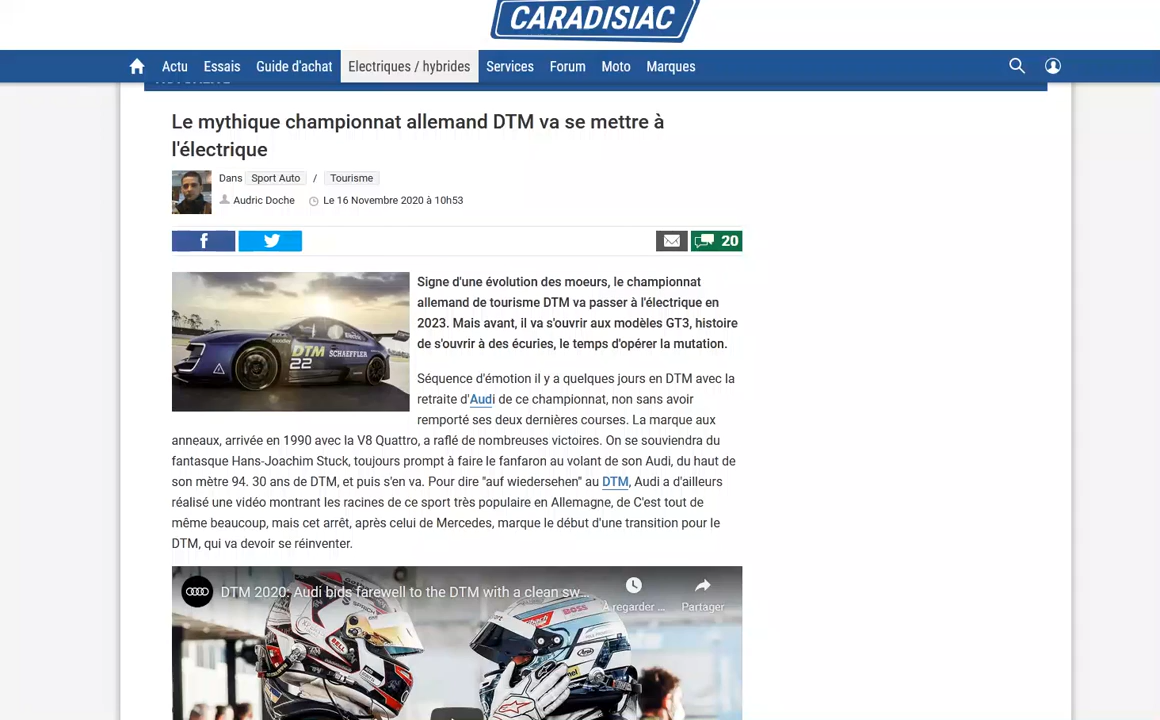 CARADISIAC
Actu Essais Guide d'achat Electriques / hybrides Services Forum Moto Marques
Le mythique championnat allemand DTM va se mettre à
l'électrique
Dans Sport Auto / Tourisme
Audric Doche Le 16 Novembre 2020 à 10h53
f 20
DTM
22
SCHAEFFLER
Signe d'une évolution des moeurs, le championnat
allemand de tourisme DTM va passer à l'électrique en
2023. Mais avant, il va s'ouvrir aux modèles GT3, histoire
de s'ouvrir à des écuries, le temps d'opérer la mutation.
Séquence d'émotion il y a quelques jours en DTM avec la
retraite d'Audi de ce championnat, non sans avoir
remporté ses deux dernières courses. La marque aux
anneaux, arrivée en 1990 avec la V8 Quattro, a raflé de nombreuses victoires. On se souviendra du
fantasque Hans-Joachim Stuck, toujours prompt à faire le fanfaron au volant de son Audi, du haut de
son mètre 94. 30 ans de DTM, et puis s'en va. Pour dire "auf wiedersehen" au DTM, Audi a d'ailleurs
réalisé une vidéo montrant les racines de ce sport très populaire en Allemagne, de C'est tout de
même beaucoup, mais cet arrêt, après celui de Mercedes, marque le début d'une transition pour le
DTM, qui va devoir se réinventer.
DTM 2020: Audi bids farewell to the DTM with a clean sw...
À regarder ... Partager
BOSS
Arai